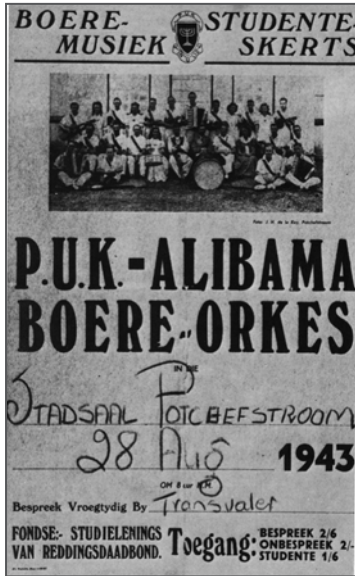 BOERE-MUSIEK
STUDENTE SKERTS
P.U.K.-ALIBAMA
BOERE-ORKES
IN DIE
STADSAAL POTCHEFSTROOM
28 AUG 1943
OM 8 uur
Bespreek Vroegtydig By Transvaler
FONDSE:- STUDIELENINGS
VAN REDDINGSDAADBOND.
Toegang:
BESPREEK 2/6
ONBESPREEK 2/-
STUDENTE 1/6